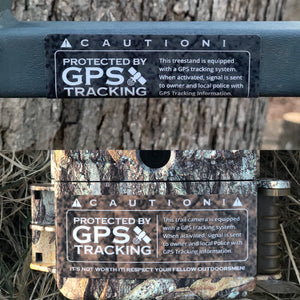 CAUTION!
PROTECTED BY
GPS
TRACKING
This treestand is equipped
with a GPS tracking system.
When activated, signal is sent
to owner and local police with
GPS Tracking Information.
CAUTION!
PROTECTED BY
GPS
TRACKING
This trail camera is equipped
with a GPS tracking system.
When activated, signal is sent
to owner and local Police with
GPS Tracking Information.
IT'S NOT WORTH IT! RESPECT YOUR FELLOW OUTDOORSMEN!